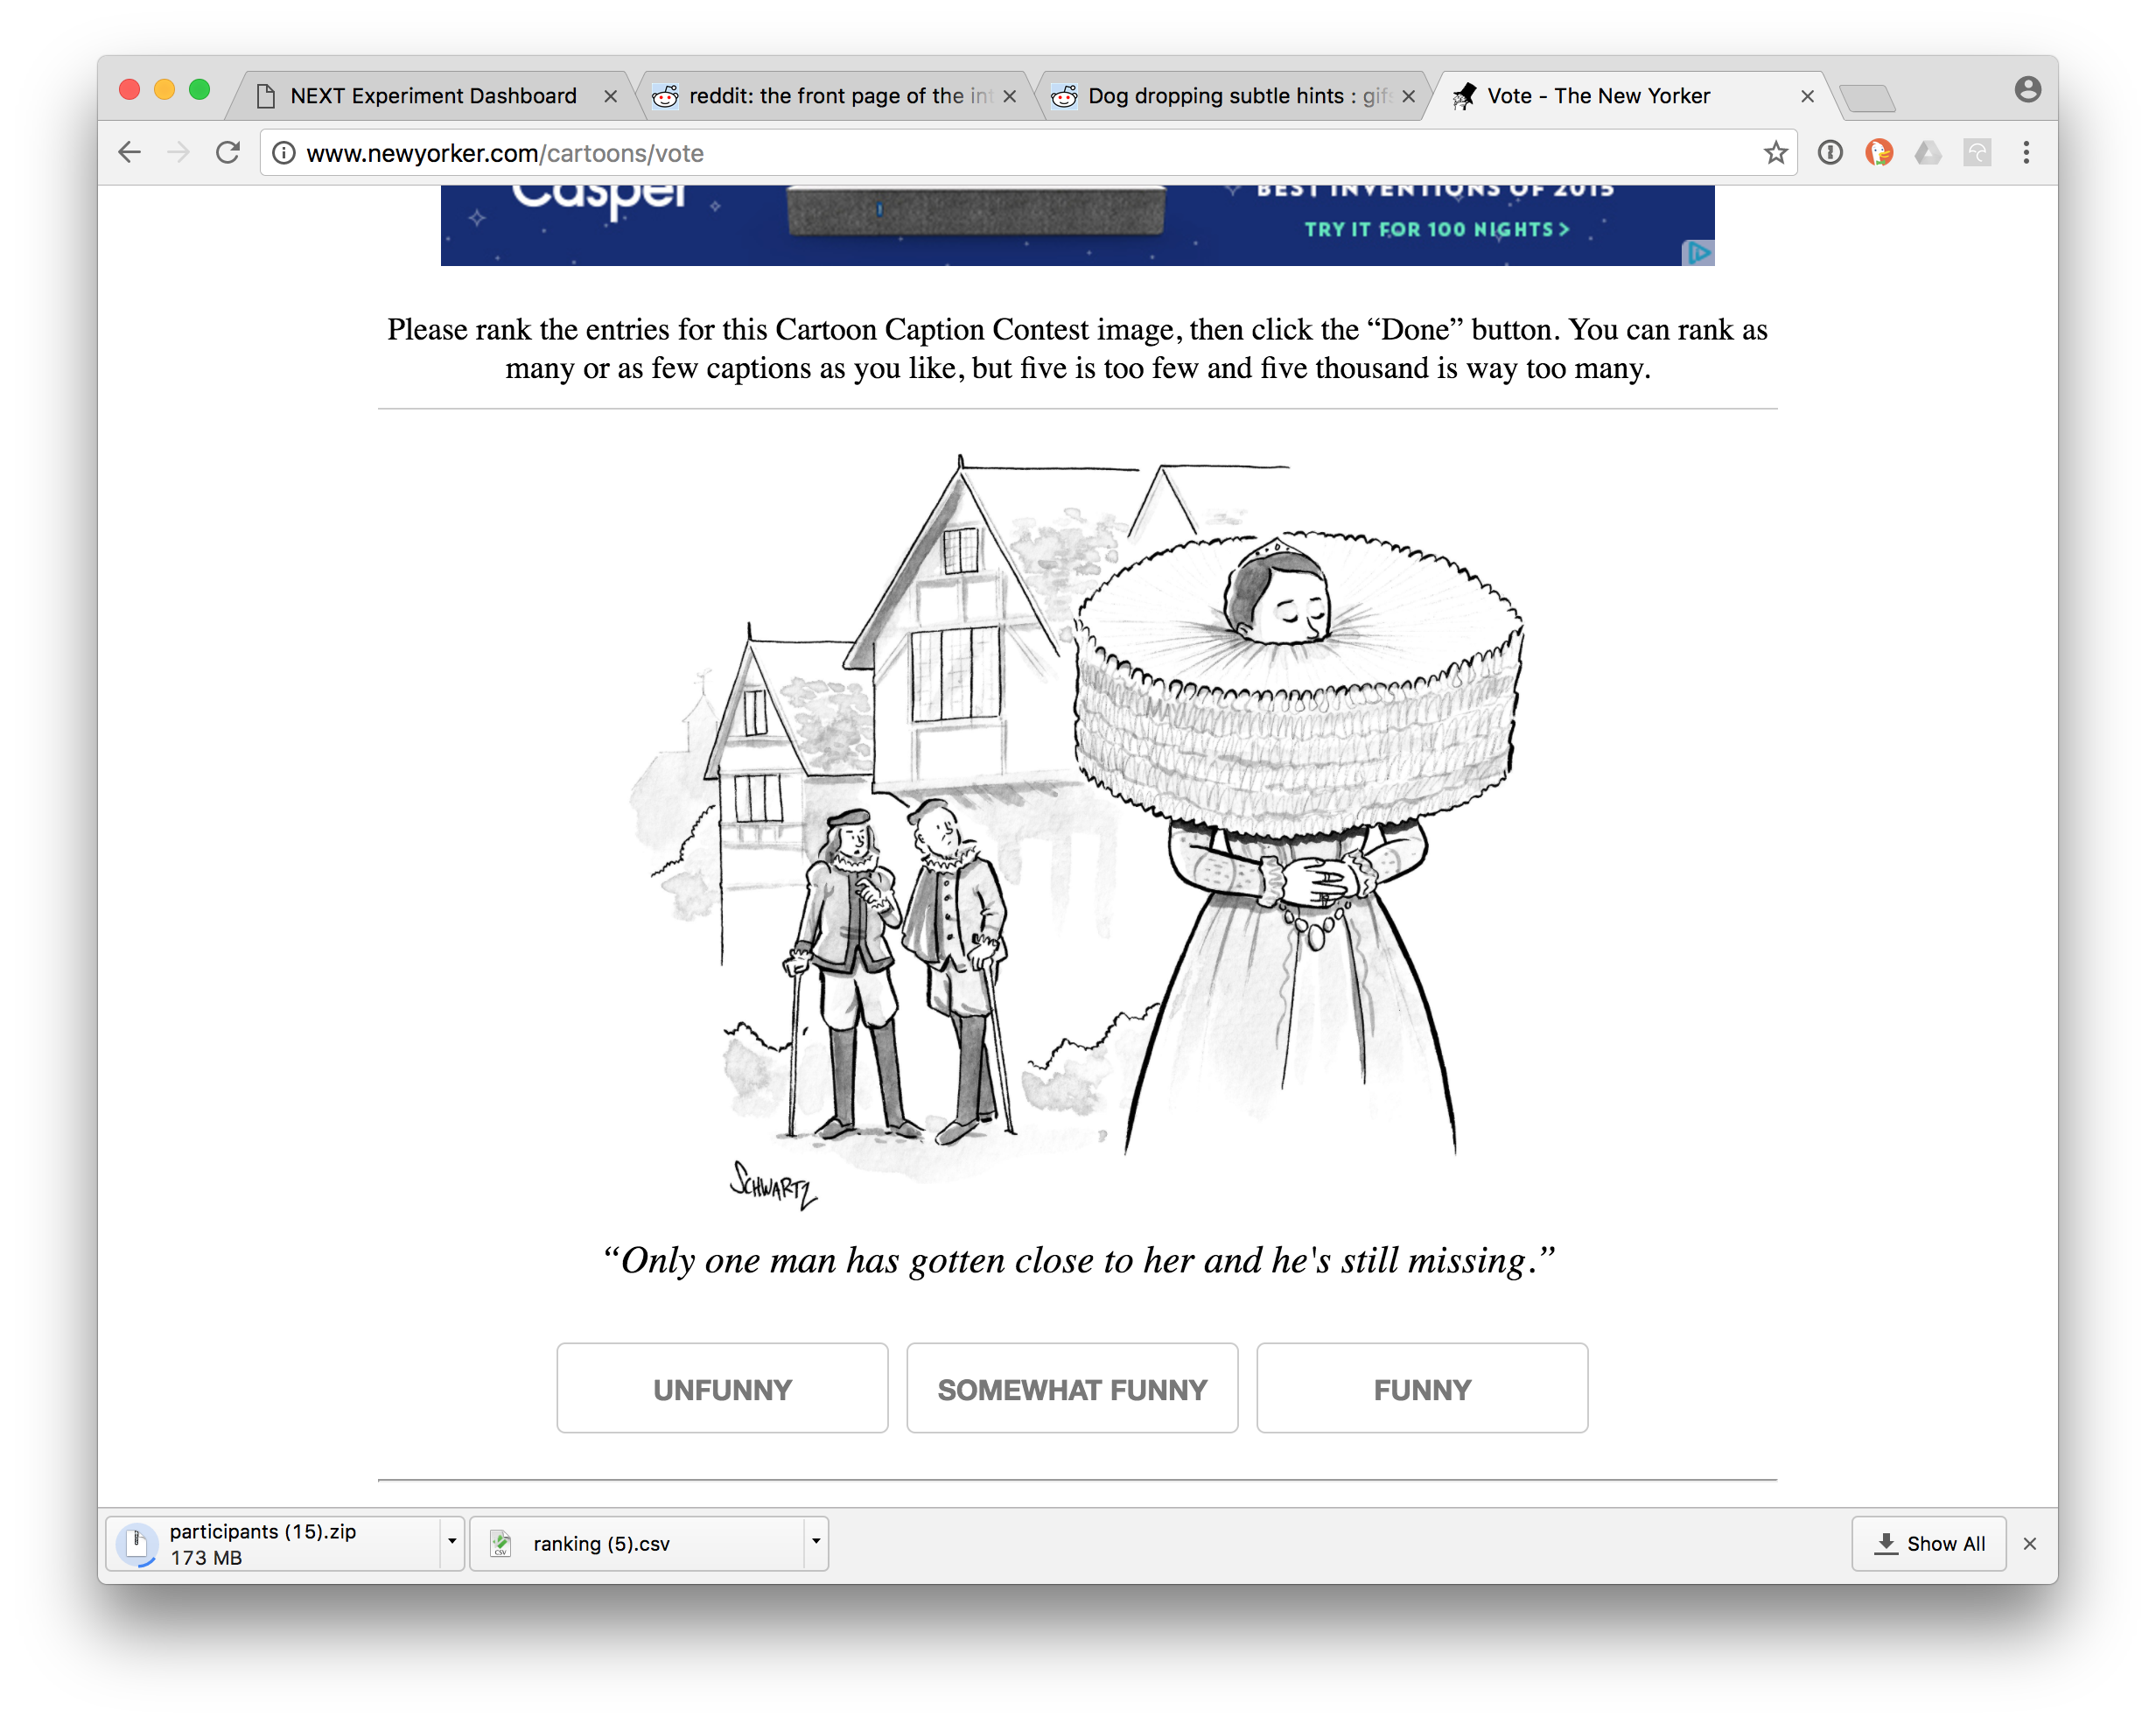 NEXT Experiment Dashboard
reddit: the front page of the int
Dog dropping subtle hints : gifs
Vote - The New Yorker
www.newyorker.com/cartoons/vote
Casper
BEST INVENTIONS OF 2015
TRY IT FOR 100 NIGHTS >
Please rank the entries for this Cartoon Caption Contest image, then click the “Done” button. You can rank as
many or as few captions as you like, but five is too few and five thousand is way too many.
SCHWARTZ
“Only one man has gotten close to her and he's still missing.”
UNFUNNY
SOMEWHAT FUNNY
FUNNY
participants (15).zip
173 MB
CSV
ranking (5).csv
Show All